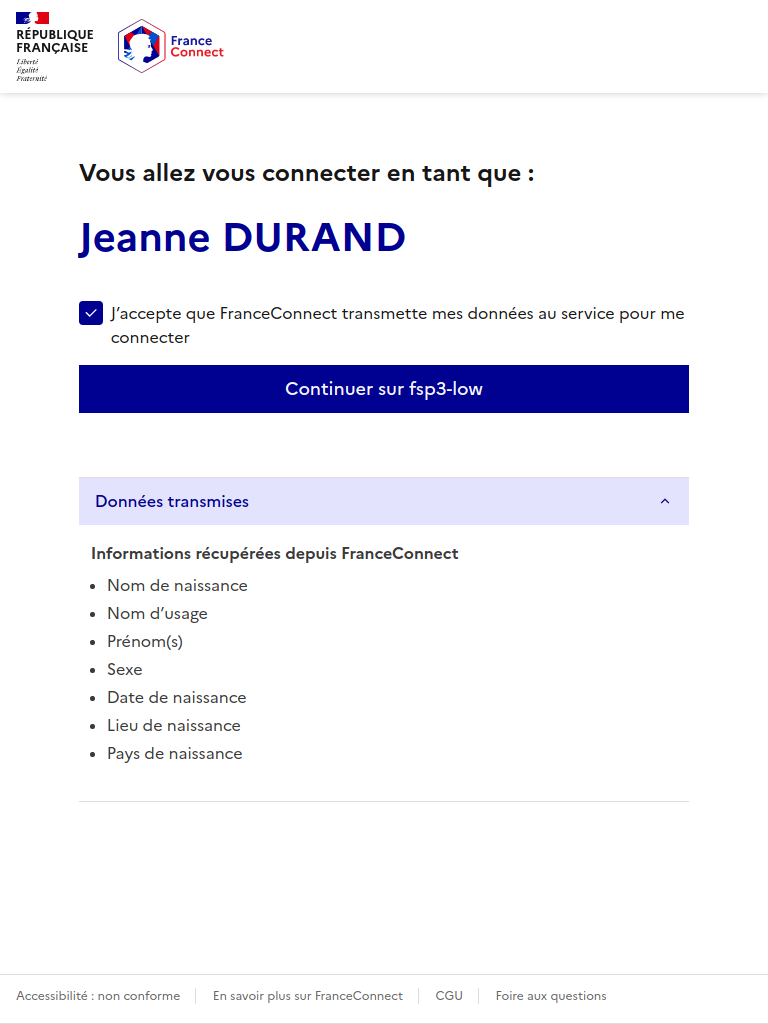 RÉPUBLIQUE
FRANÇAISE
Liberté
Égalité
Fraternité
France
Connect
Vous allez vous connecter en tant que :
Jeanne DURAND
J’accepte que FranceConnect transmette mes données au service pour me
connecter
Continuer sur fsp3-low
Données transmises
Informations récupérées depuis FranceConnect
Nom de naissance
Nom d’usage
Prénom(s)
Sexe
Date de naissance
Lieu de naissance
Pays de naissance
Accessibilité : non conforme
En savoir plus sur FranceConnect
CGU
Foire aux questions